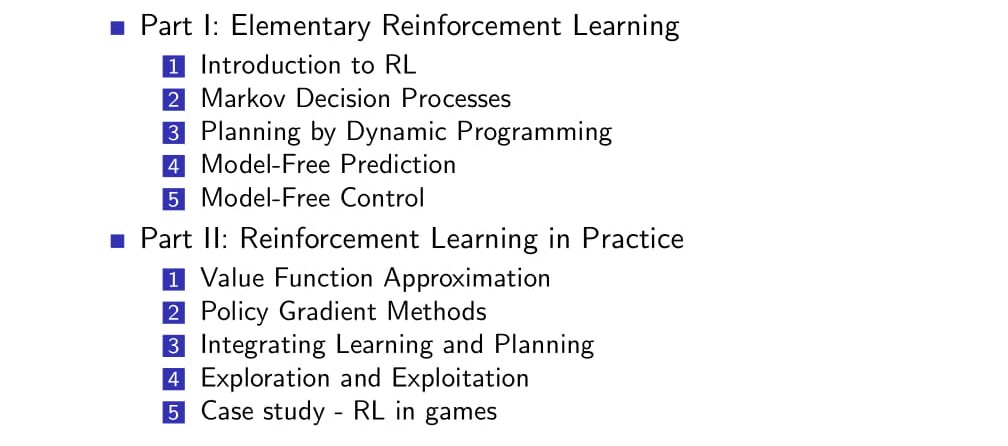 Part I: Elementary Reinforcement Learning
1 Introduction to RL
2 Markov Decision Processes
3 Planning by Dynamic Programming
4 Model-Free Prediction
5 Model-Free Control
Part II: Reinforcement Learning in Practice
1 Value Function Approximation
2 Policy Gradient Methods
3 Integrating Learning and Planning
4 Exploration and Exploitation
5 Case study - RL in games